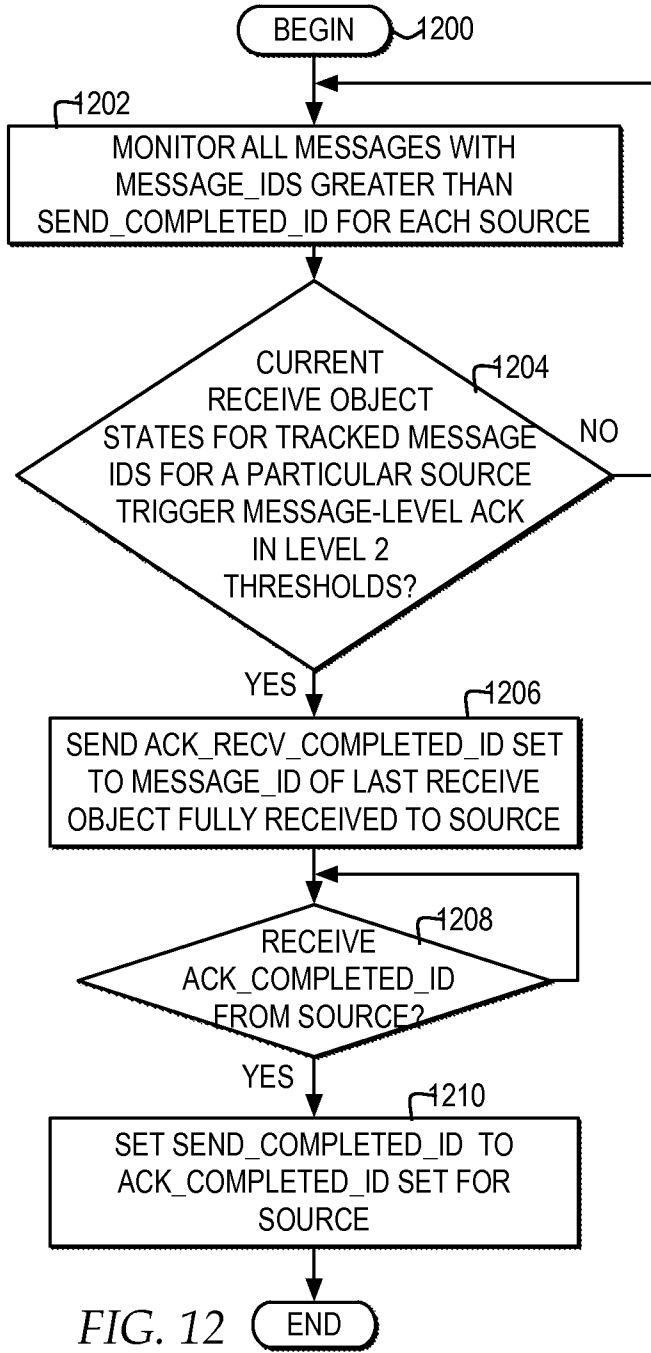 BEGIN
1200
1202
MONITOR ALL MESSAGES WITH
MESSAGE_IDS GREATER THAN
SEND_COMPLETED_ID FOR EACH SOURCE
1204
CURRENT
RECEIVE OBJECT
STATES FOR TRACKED MESSAGE
IDS FOR A PARTICULAR SOURCE
TRIGGER MESSAGE-LEVEL ACK
IN LEVEL 2
THRESHOLDS?
NO
YES
1206
SEND ACK_RECV_COMPLETED_ID SET
TO MESSAGE_ID OF LAST RECEIVE
OBJECT FULLY RECEIVED TO SOURCE
1208
RECEIVE
ACK_COMPLETED_ID
FROM SOURCE?
YES
1210
SET SEND_COMPLETED_ID TO
ACK_COMPLETED_ID SET FOR
SOURCE
FIG. 12
END